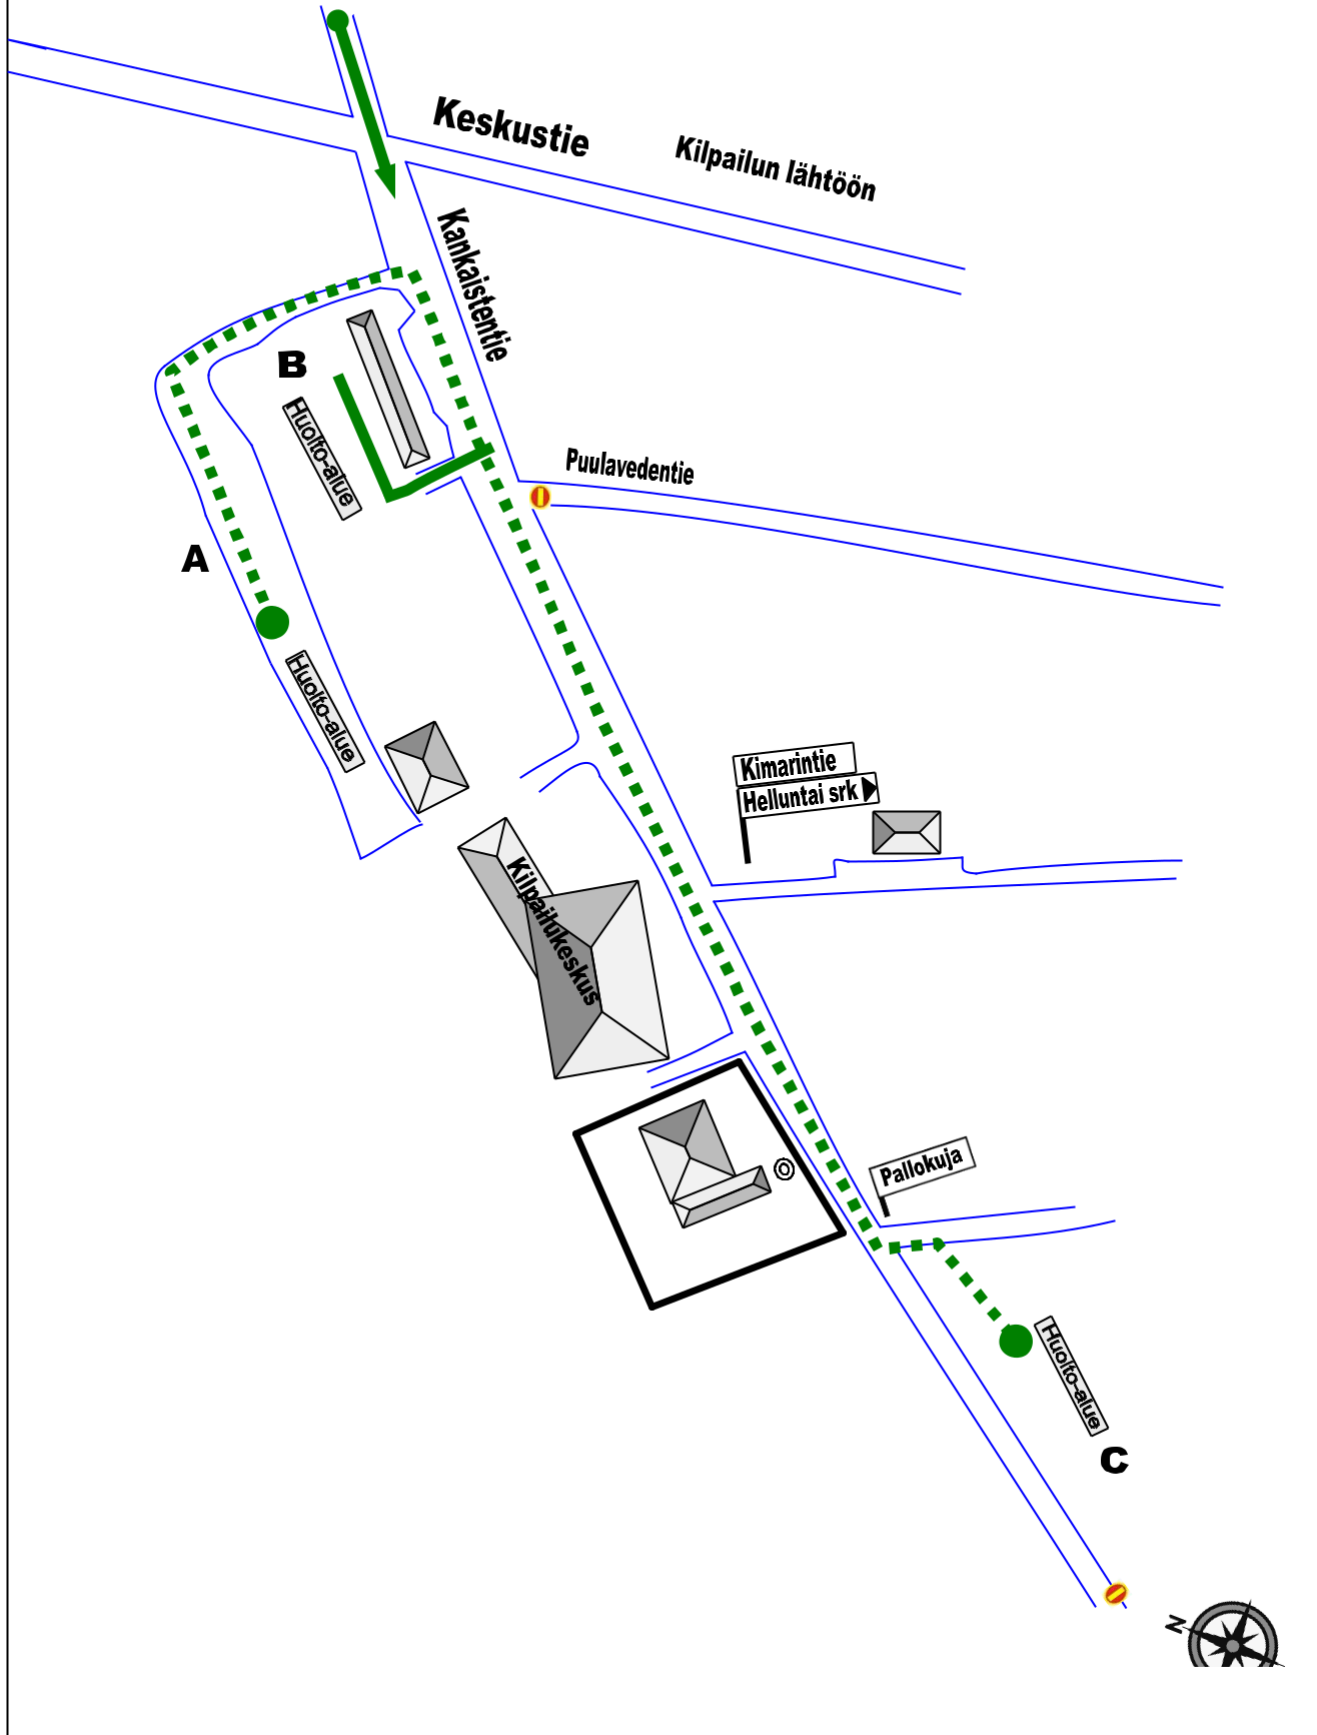 Keskustie
Kilpailun lähtöön
Kankaistentie
B
Huolto-alue
Puulavedentie
A
Huolto-alue
Kimarintie
Helluntai srk
Kilpailukeskus
Pallokuja
Huolto-alue
C
N